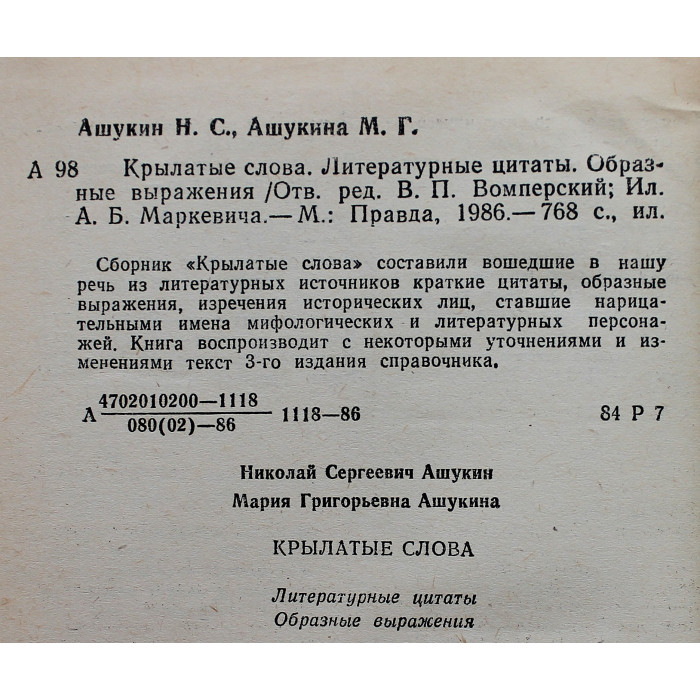 Ашукин Н. С., Ашукина М. Г.
А 98 Крылатые слова. Литературные цитаты. Образ-
ные выражения /Отв. ред. В. П. Вомперский; Ил.
А. Б. Маркевича.— М.: Правда, 1986.— 768 с., ил.
Сборник «Крылатые слова» составили вошедшие в нашу
речь из литературных источников краткие цитаты, образные
выражения, изречения исторических лиц, ставшие нарица-
тельными имена мифологических и литературных персона-
жей. Книга воспроизводит с некоторыми уточнениями и из-
менениями текст 3-го издания справочника.
А 4702010200—1118
080(02)—86 1118—86 84 Р 7
Николай Сергеевич Ашукин
Мария Григорьевна Ашукина
КРЫЛАТЫЕ СЛОВА
Литературные цитаты
Образные выражения